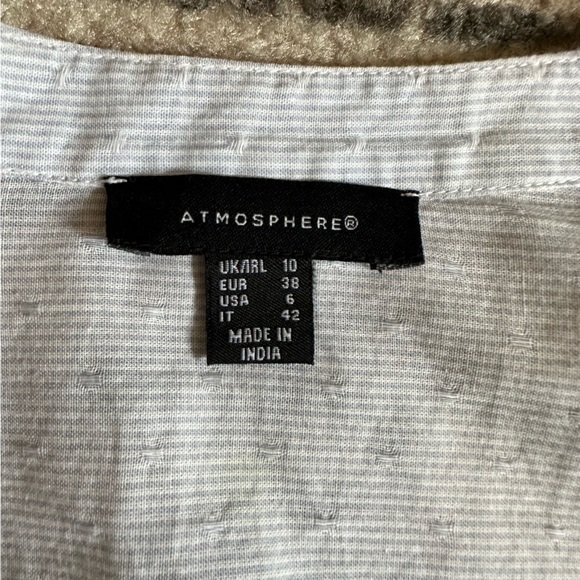 ATMOSPHERE®
UK/IRL 10
EUR 38
USA 6
IT 42
MADE IN
INDIA